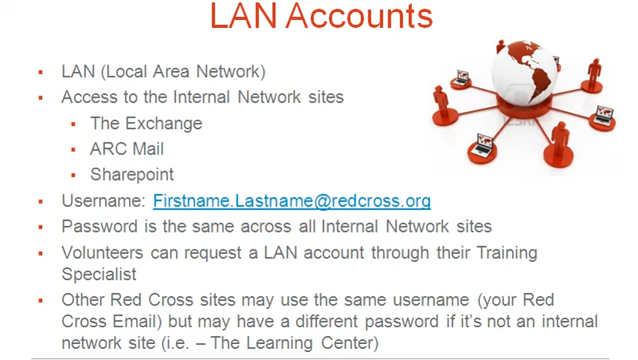 LAN Accounts
▪ LAN (Local Area Network)
▪ Access to the Internal Network sites
▪ The Exchange
▪ ARC Mail
▪ Sharepoint
▪ Username: Firstname.Lastname@redcross.org
▪ Password is the same across all Internal Network sites
▪ Volunteers can request a LAN account through their Training
Specialist
▪ Other Red Cross sites may use the same username (your Red
Cross Email) but may have a different password if it's not an internal
network site (i.e. – The Learning Center)